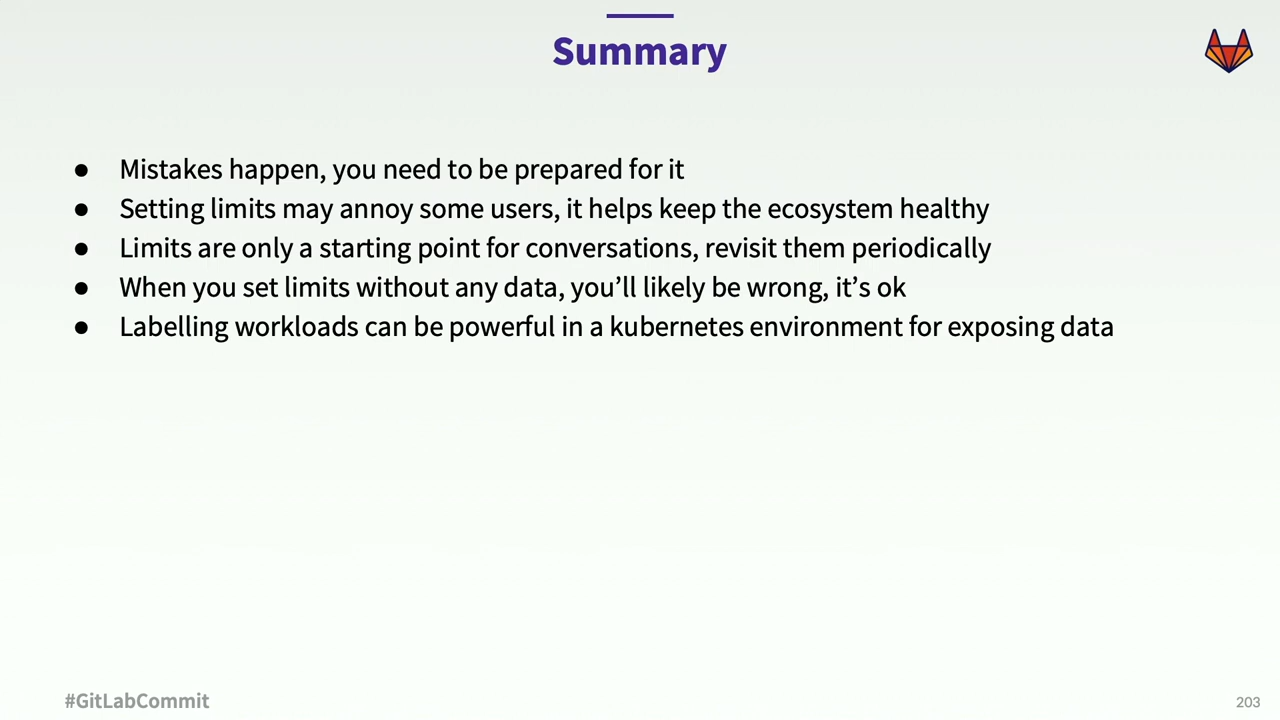 Summary
● Mistakes happen, you need to be prepared for it
● Setting limits may annoy some users, it helps keep the ecosystem healthy
● Limits are only a starting point for conversations, revisit them periodically
● When you set limits without any data, you’ll likely be wrong, it’s ok
● Labelling workloads can be powerful in a kubernetes environment for exposing data
#GitLabCommit
203